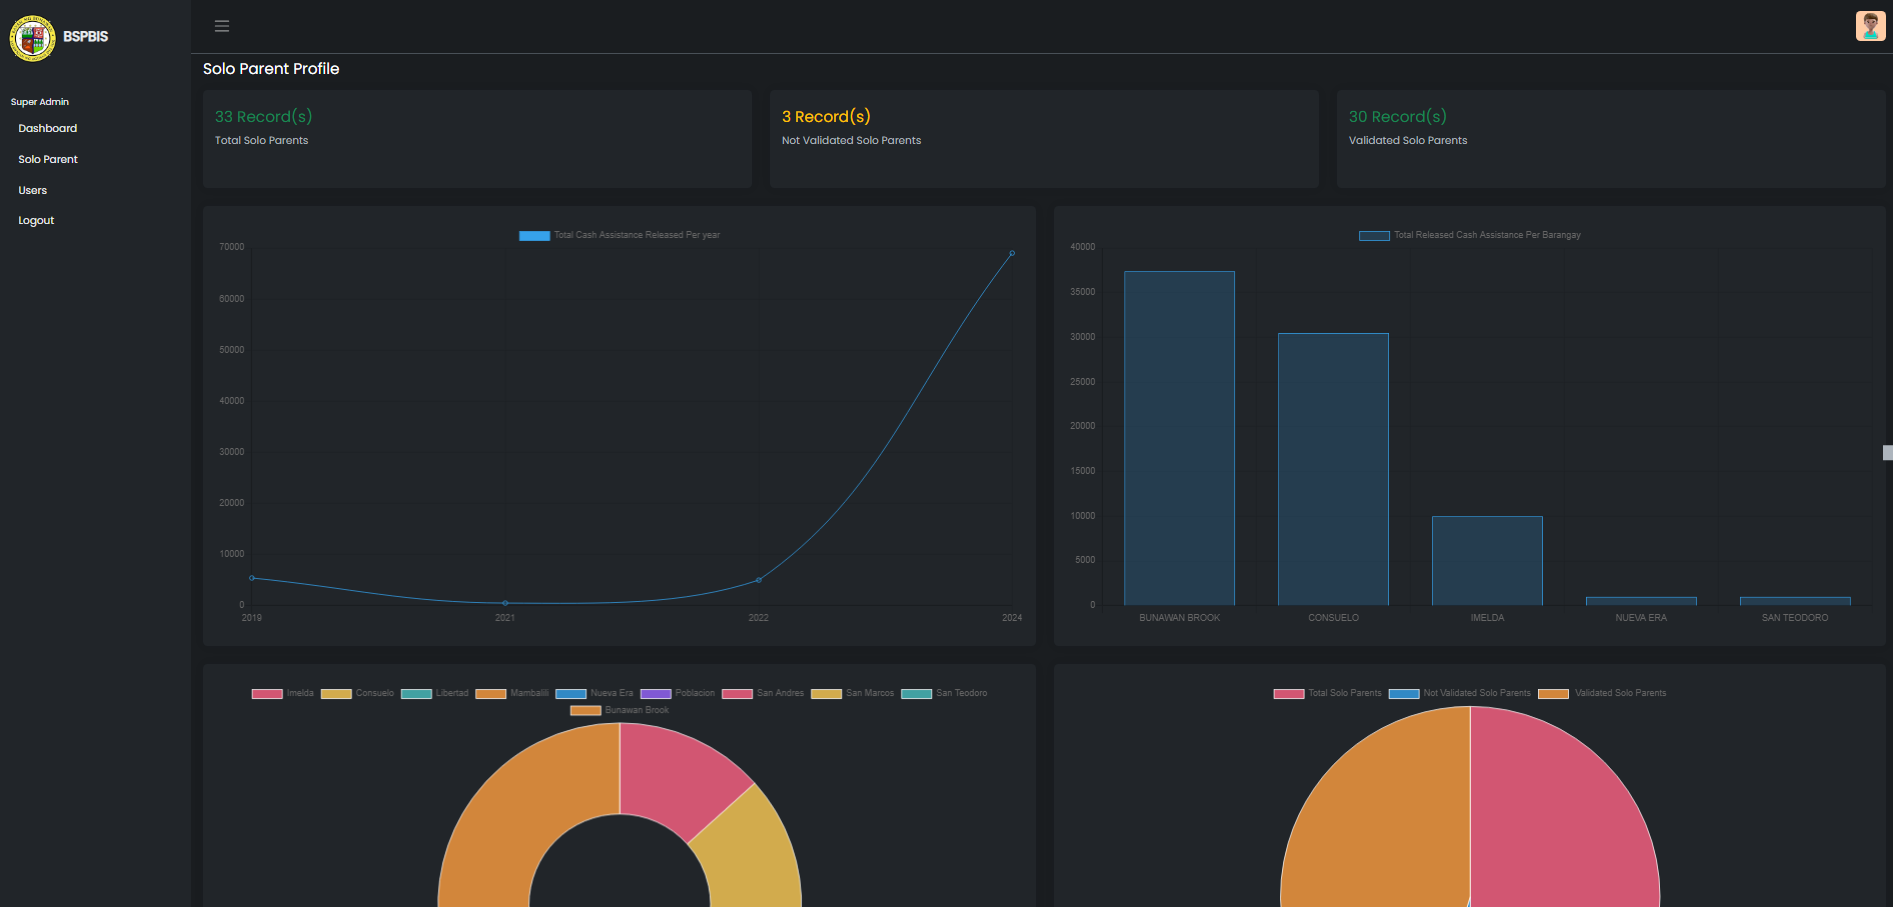 BSPBIS
Super Admin
Dashboard
Solo Parent
Users
Logout
Solo Parent Profile
33 Record(s)
Total Solo Parents
3 Record(s)
Not Validated Solo Parents
30 Record(s)
Validated Solo Parents
Total Cash Assistance Released Per year
70000
60000
50000
40000
30000
20000
10000
0
2019 2021 2022 2024
Total Released Cash Assistance Per Barangay
40000
35000
30000
25000
20000
15000
10000
5000
0
BUNAWAN BROOK CONSUELO IMELDA NUEVA ERA SAN TEODORO
Imelda Consuelo Libertad Mambalili Nueva Era Poblacion San Andres San Marcos San Teodoro
Bunawan Brook
Total Solo Parents Not Validated Solo Parents Validated Solo Parents